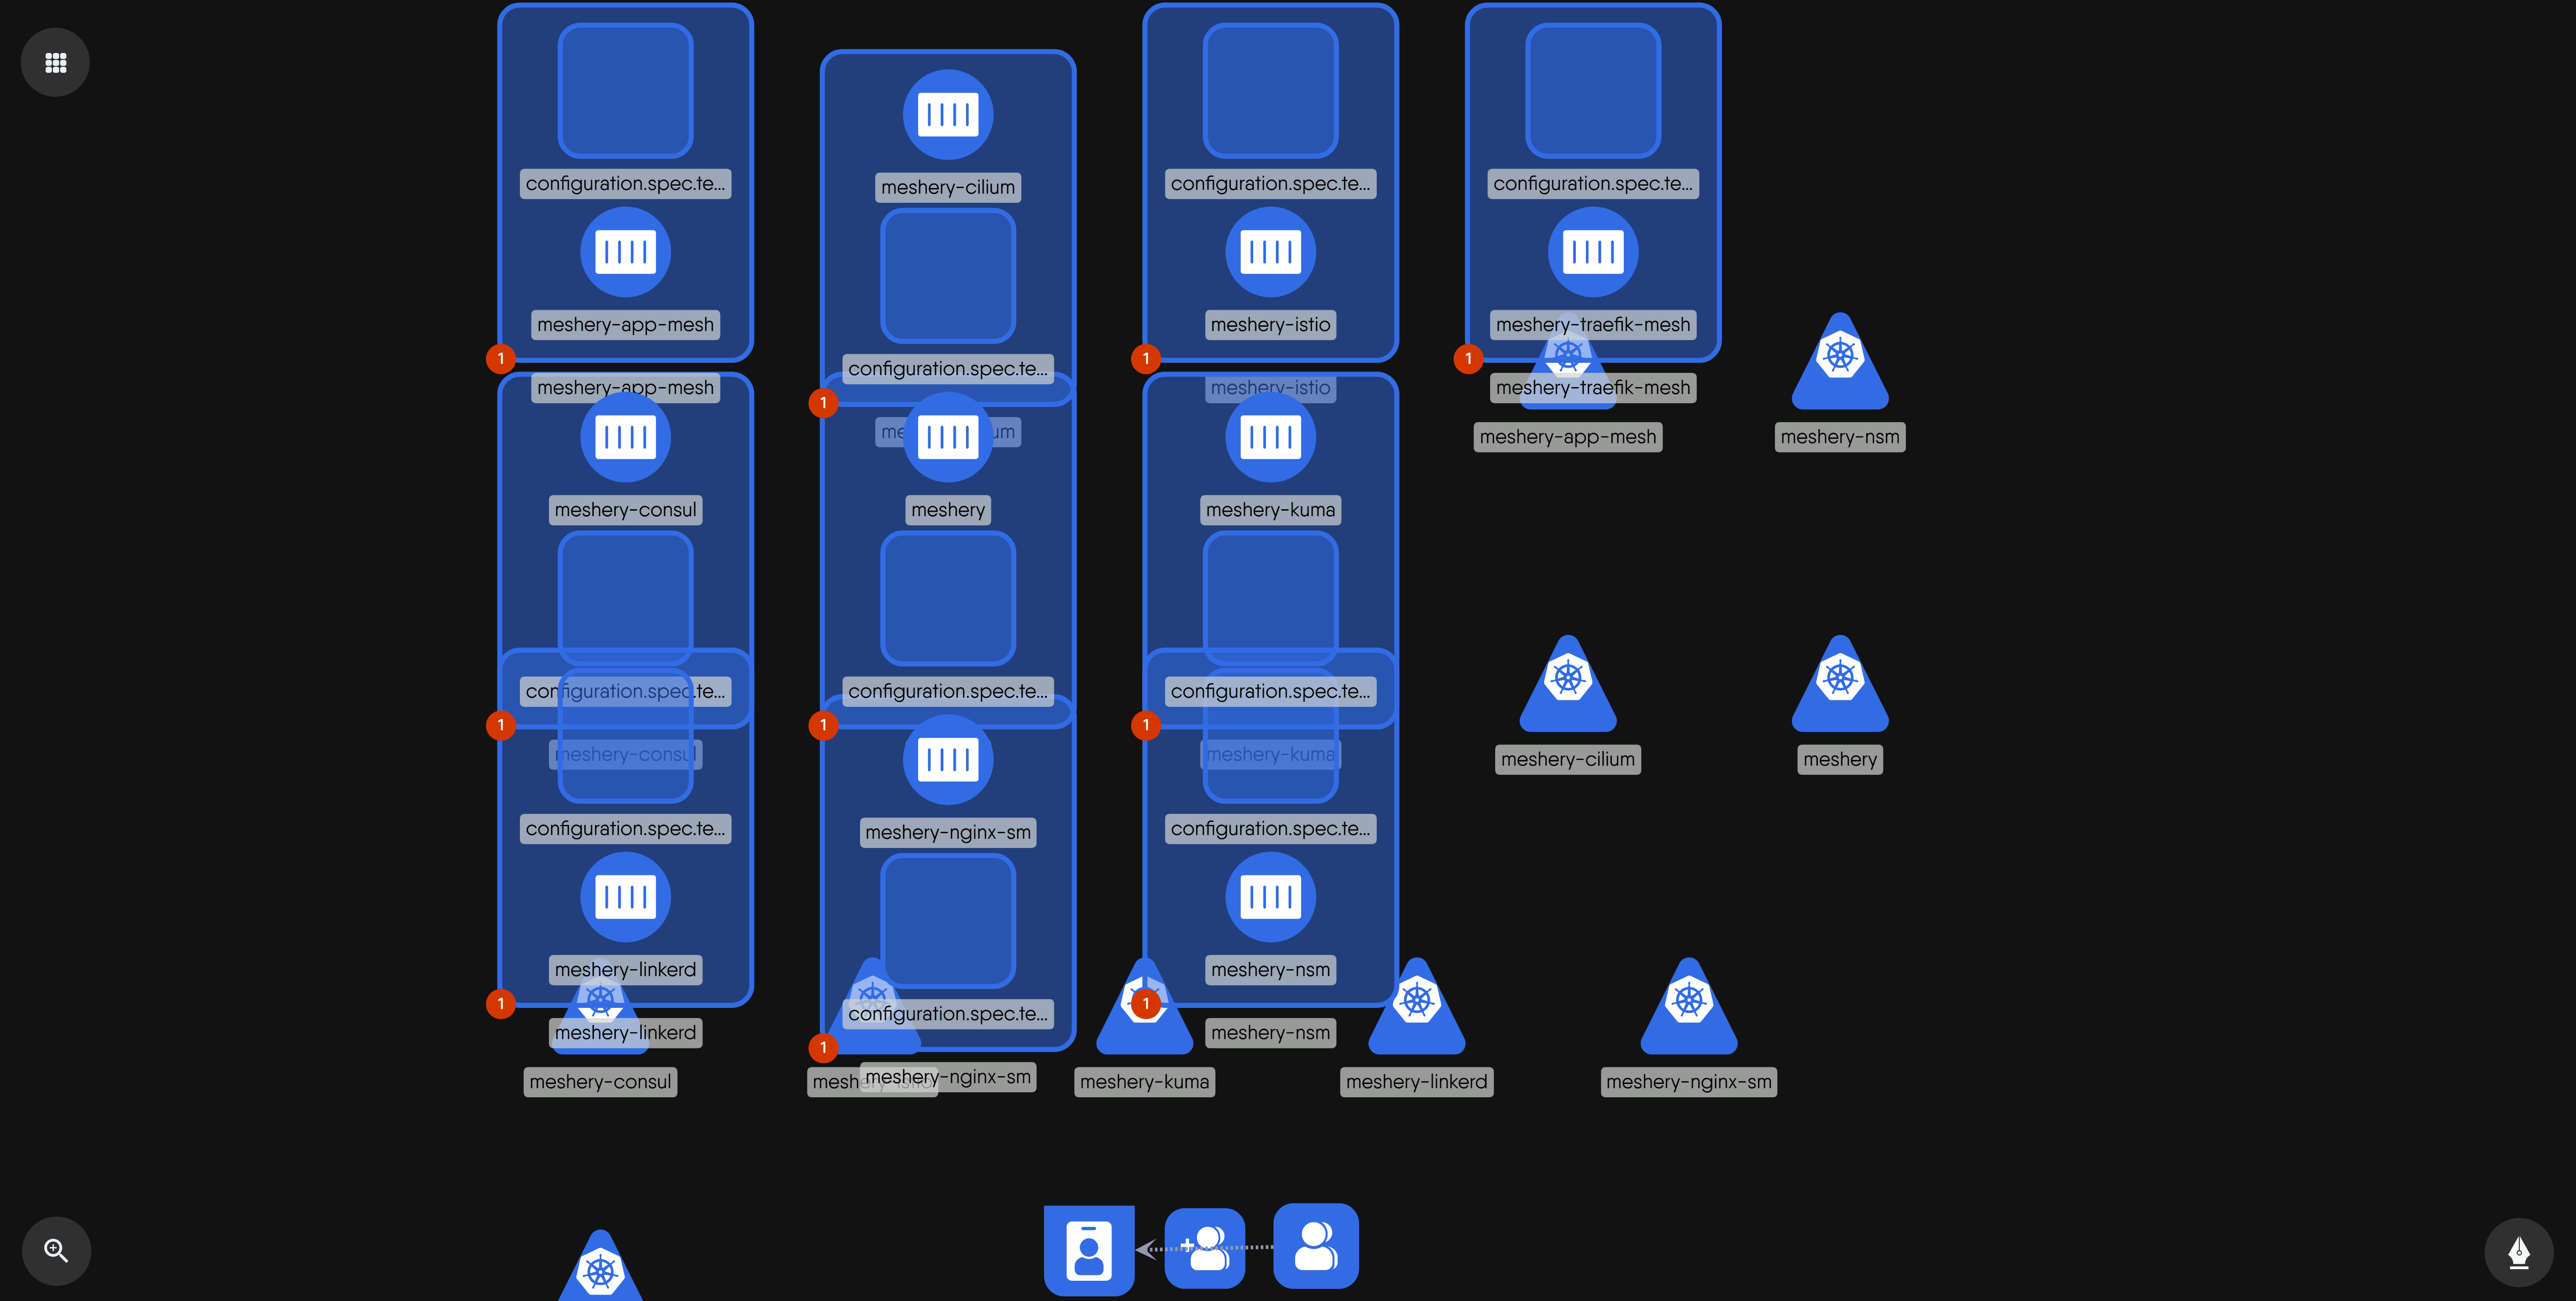 configuration.spec.te...
meshery-app-mesh
1
meshery-app-mesh
meshery-consul
configuration.spec.te...
1
meshery-consul
configuration.spec.te...
meshery-linkerd
1
meshery-linkerd
meshery-consul
meshery-cilium
configuration.spec.te...
1
meshery
configuration.spec.te...
1
meshery-nginx-sm
configuration.spec.te...
1
meshery-nginx-sm
configuration.spec.te...
meshery-istio
1
meshery-istio
meshery-kuma
configuration.spec.te...
1
meshery-kuma
configuration.spec.te...
meshery-nsm
1
meshery-nsm
meshery-kuma
configuration.spec.te...
meshery-traefik-mesh
1
meshery-traefik-mesh
meshery-app-mesh
meshery-nsm
meshery-cilium
meshery
meshery-linkerd
meshery-nginx-sm